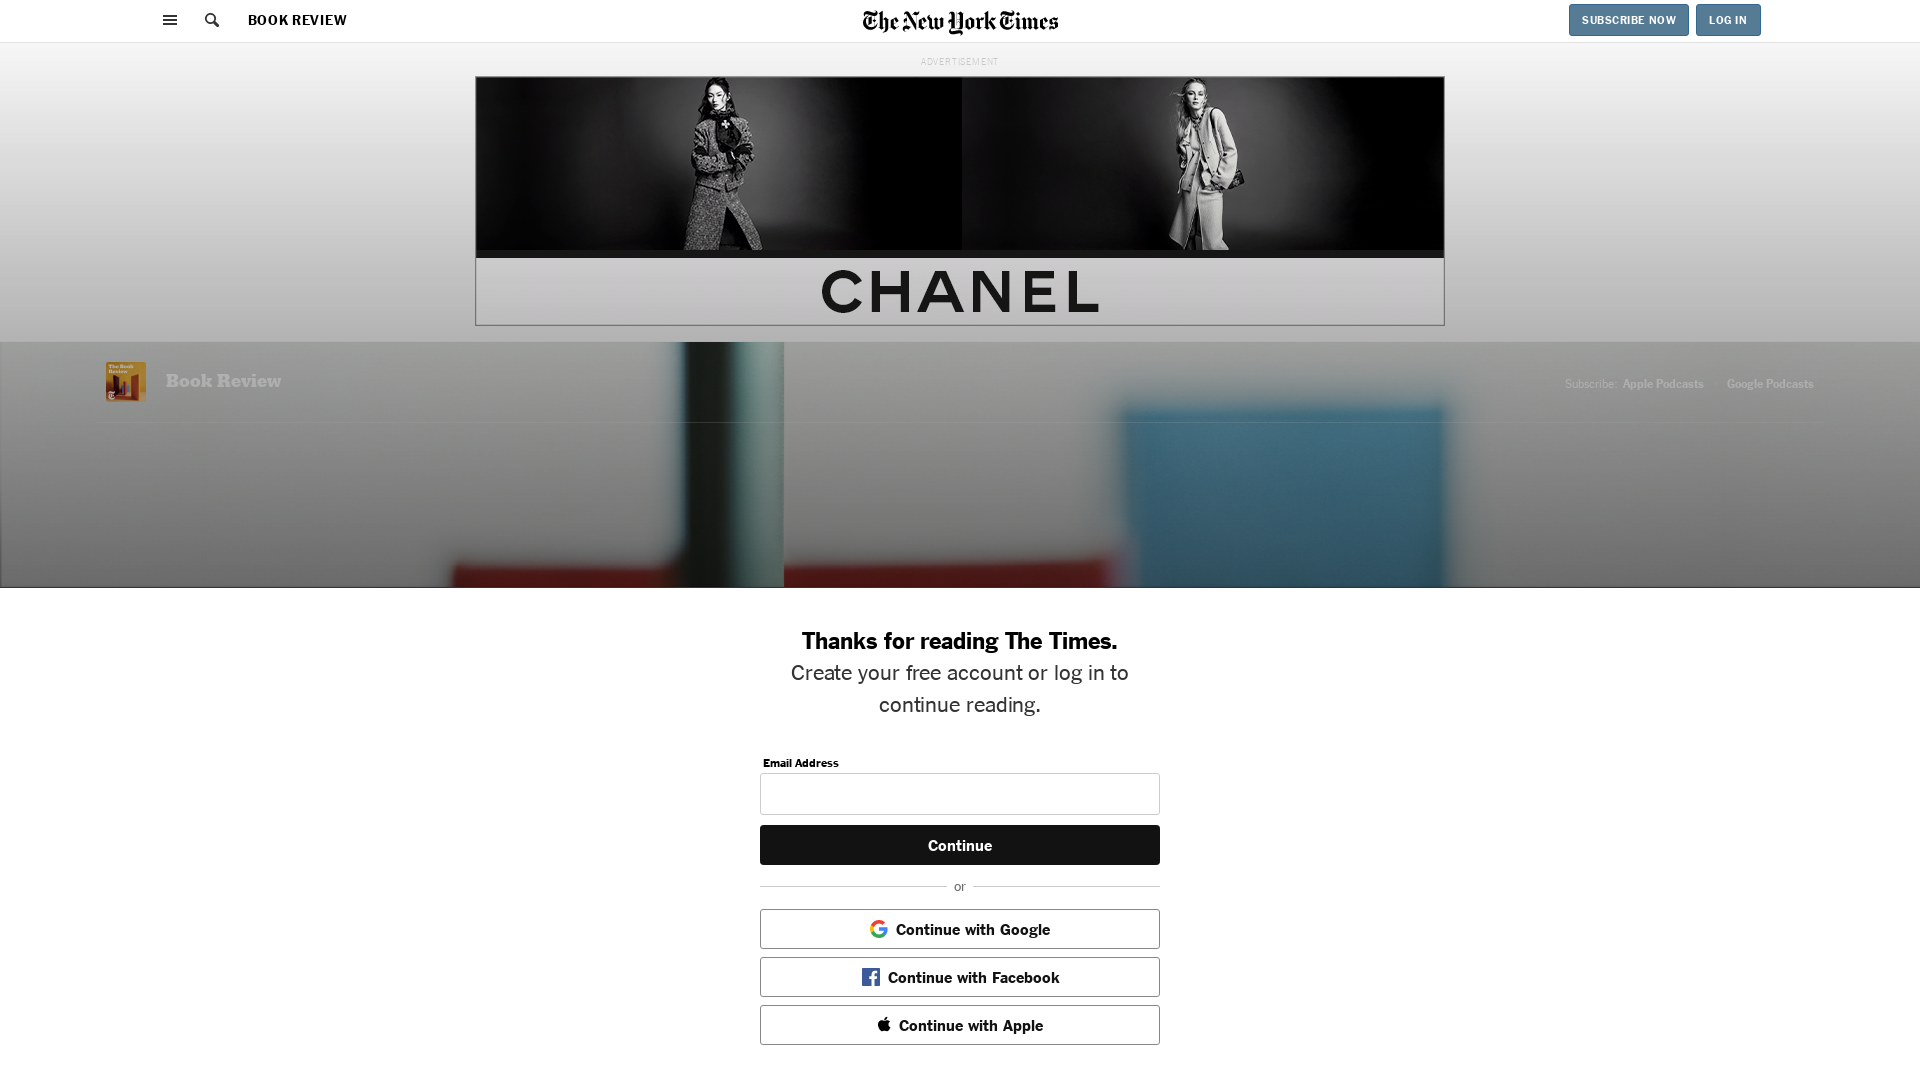 BOOK REVIEW
The New York Times
SUBSCRIBE NOW
LOG IN
ADVERTISEMENT
CHANEL
The Book
Review
Book Review
Subscribe: Apple Podcasts
Google Podcasts
Thanks for reading The Times.
Create your free account or log in to
continue reading.
Email Address
Continue
or
Continue with Google
Continue with Facebook
Continue with Apple